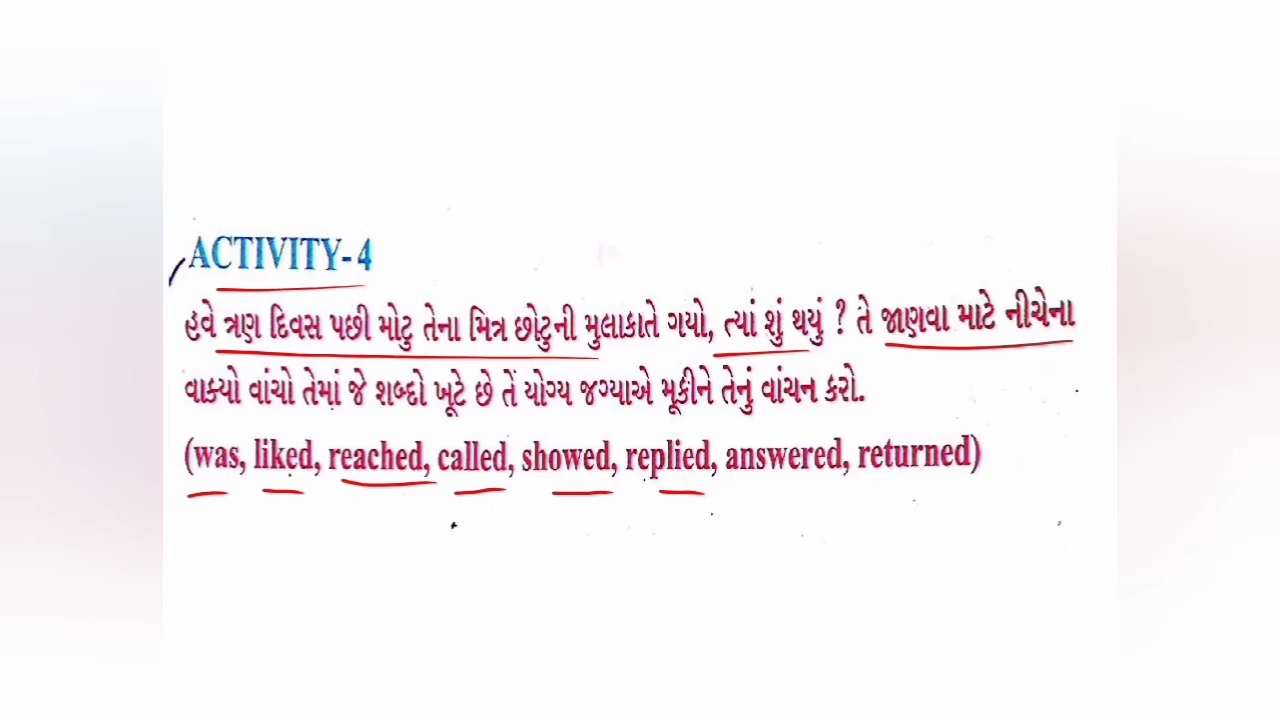 ACTIVITY- 4
હવે ત્રણ દિવસ પછી મોટુ તેના મિત્ર છોટુની મુલાકાતે ગયો, ત્યાં શું થયું ? તે જાણવા માટે નીચેના
વાક્યો વાંચો તેમાં જે શબ્દો ખૂટે છે તેં યોગ્ય જગ્યાએ મૂકીને તેનું વાંચન કરો.
(was, liked, reached, called, showed, replied, answered, returned)